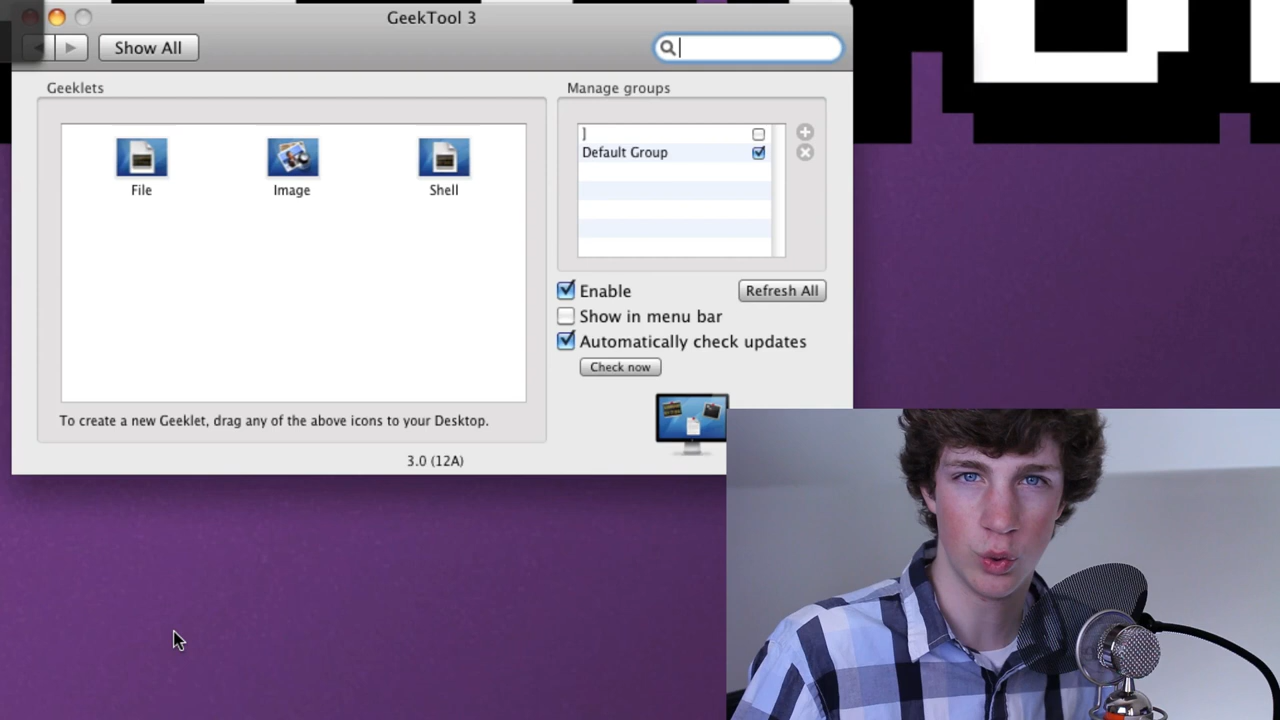 GeekTool 3
Show All
Geeklets
Manage groups
]
Default Group
File
Image
Shell
Enable
Refresh All
Show in menu bar
Automatically check updates
Check now
To create a new Geeklet, drag any of the above icons to your Desktop.
3.0 (12A)